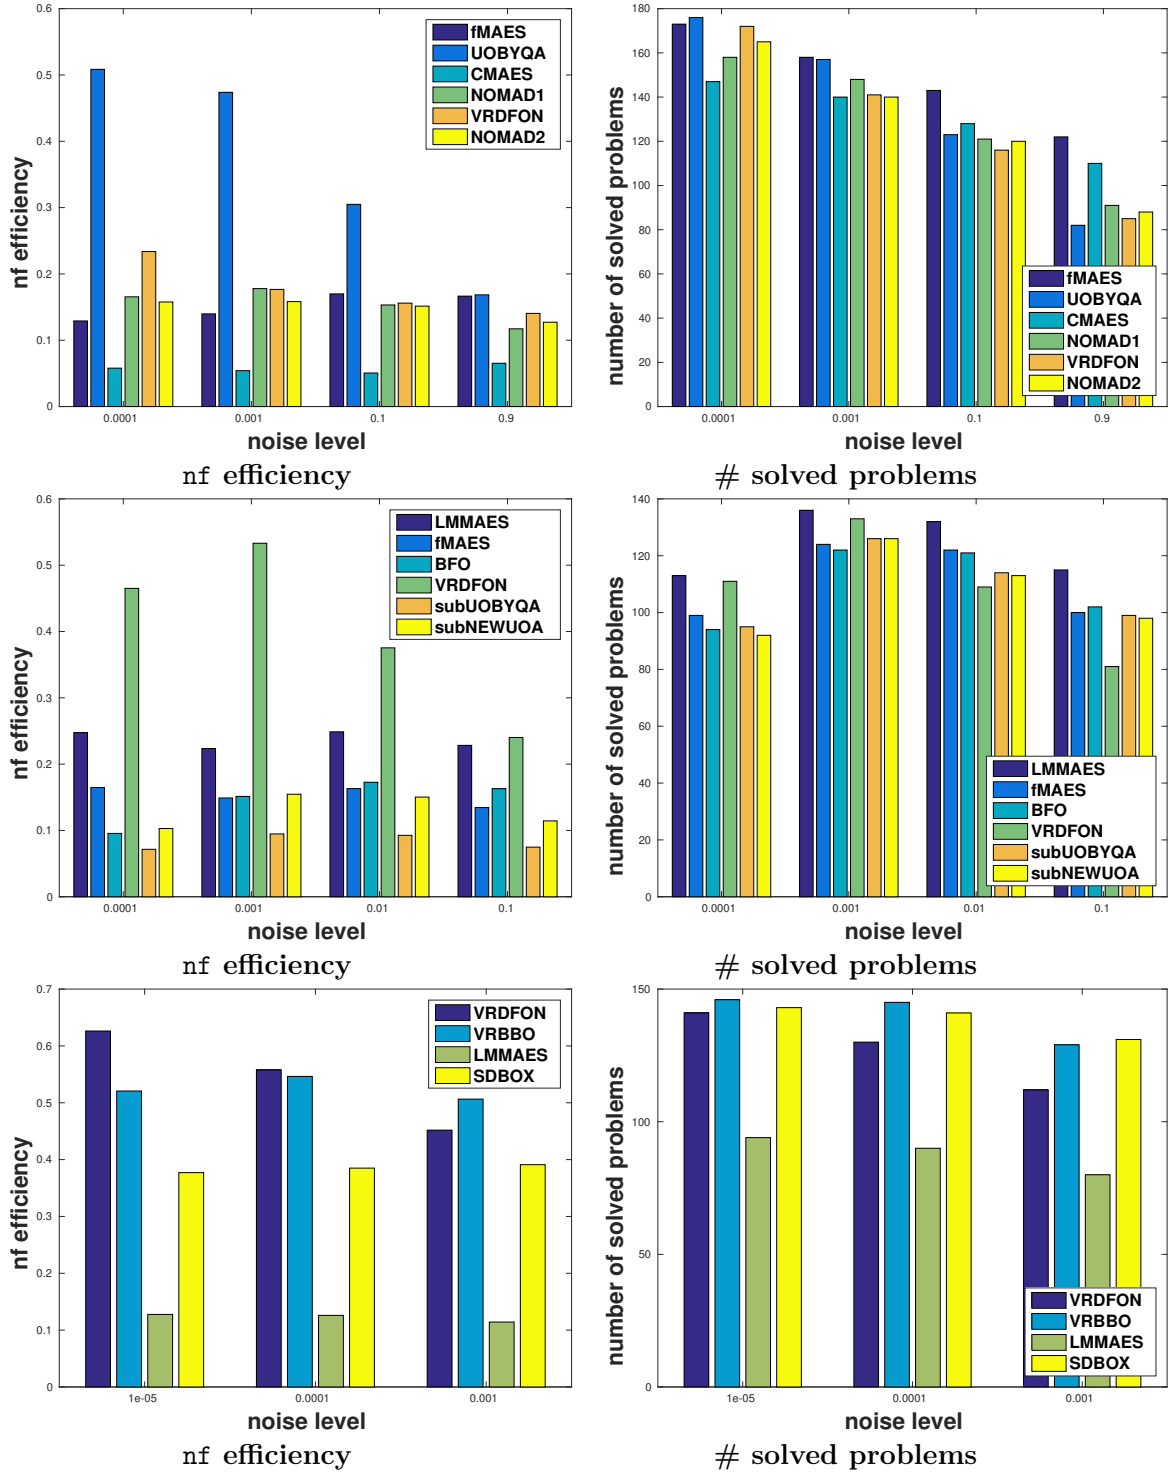 0.6
0.5
0.4
0.3
0.2
0.1
0
nf efficiency
fMAES
UOBYQA
CMAES
NOMAD1
VRDFON
NOMAD2
0.0001 0.001 0.1 0.9
noise level
nf efficiency
180
160
140
120
100
80
60
40
20
0
number of solved problems
fMAES
UOBYQA
CMAES
NOMAD1
VRDFON
NOMAD2
0.0001 0.001 0.1 0.9
noise level
# solved problems
0.6
0.5
0.4
0.3
0.2
0.1
0
nf efficiency
LMMAES
fMAES
BFO
VRDFON
subUOBYQA
subNEWUOA
0.0001 0.001 0.01 0.1
noise level
nf efficiency
140
120
100
80
60
40
20
0
number of solved problems
LMMAES
fMAES
BFO
VRDFON
subUOBYQA
subNEWUOA
0.0001 0.001 0.01 0.1
noise level
# solved problems
0.7
0.6
0.5
0.4
0.3
0.2
0.1
0
nf efficiency
VRDFON
VRBBO
LMMAES
SDBOX
1e-05 0.0001 0.001
noise level
nf efficiency
150
100
50
0
number of solved problems
VRDFON
VRBBO
LMMAES
SDBOX
1e-05 0.0001 0.001
noise level
# solved problems